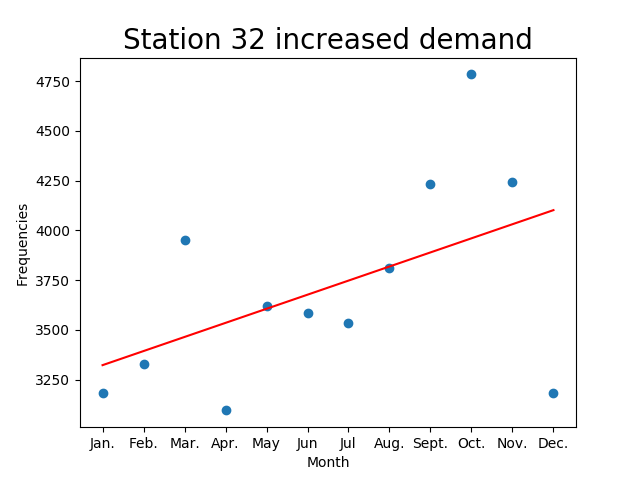 Station 32 increased demand
Frequencies
4750
4500
4250
4000
3750
3500
3250
Jan. Feb. Mar. Apr. May Jun Jul Aug. Sept. Oct. Nov. Dec.
Month